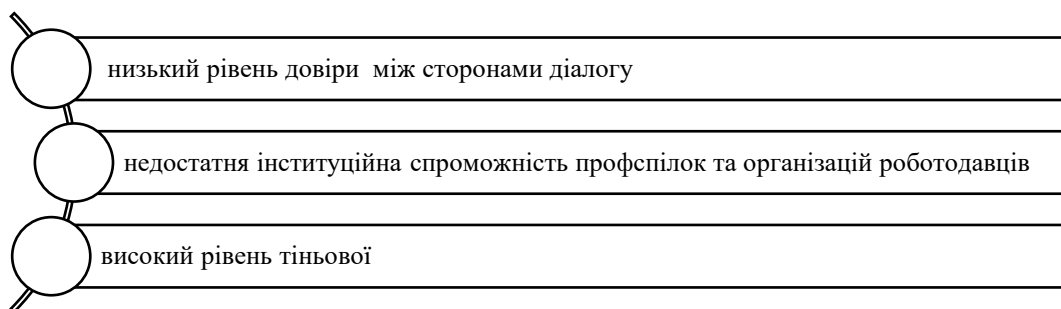 низький рівень довіри між сторонами діалогу
недостатня інституційна спроможність профспілок та організацій роботодавців
високий рівень тіньової